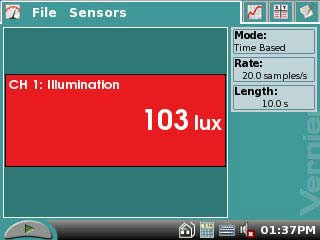 File Sensors
Mode:
Time Based
Rate:
20.0 samples/s
Length:
10.0 s
CH 1: Illumination
103 lux
Vernier
01:37PM